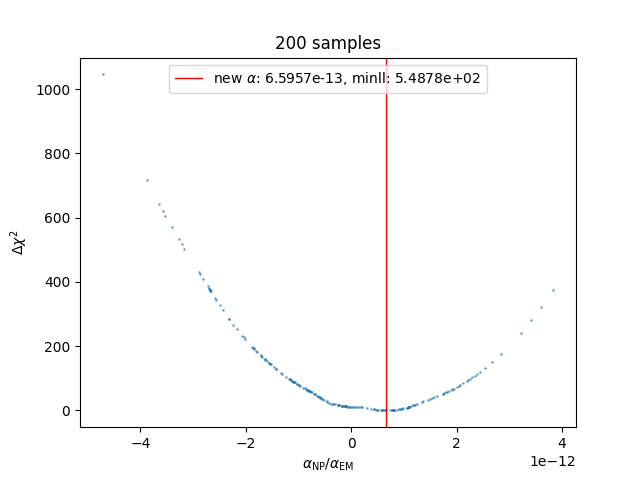 200 samples
new α: 6.5957e-13, minll: 5.4878e+02
Δχ²
1000
800
600
400
200
0
−4
−2
0
2
4
1e−12
α_NP/α_EM